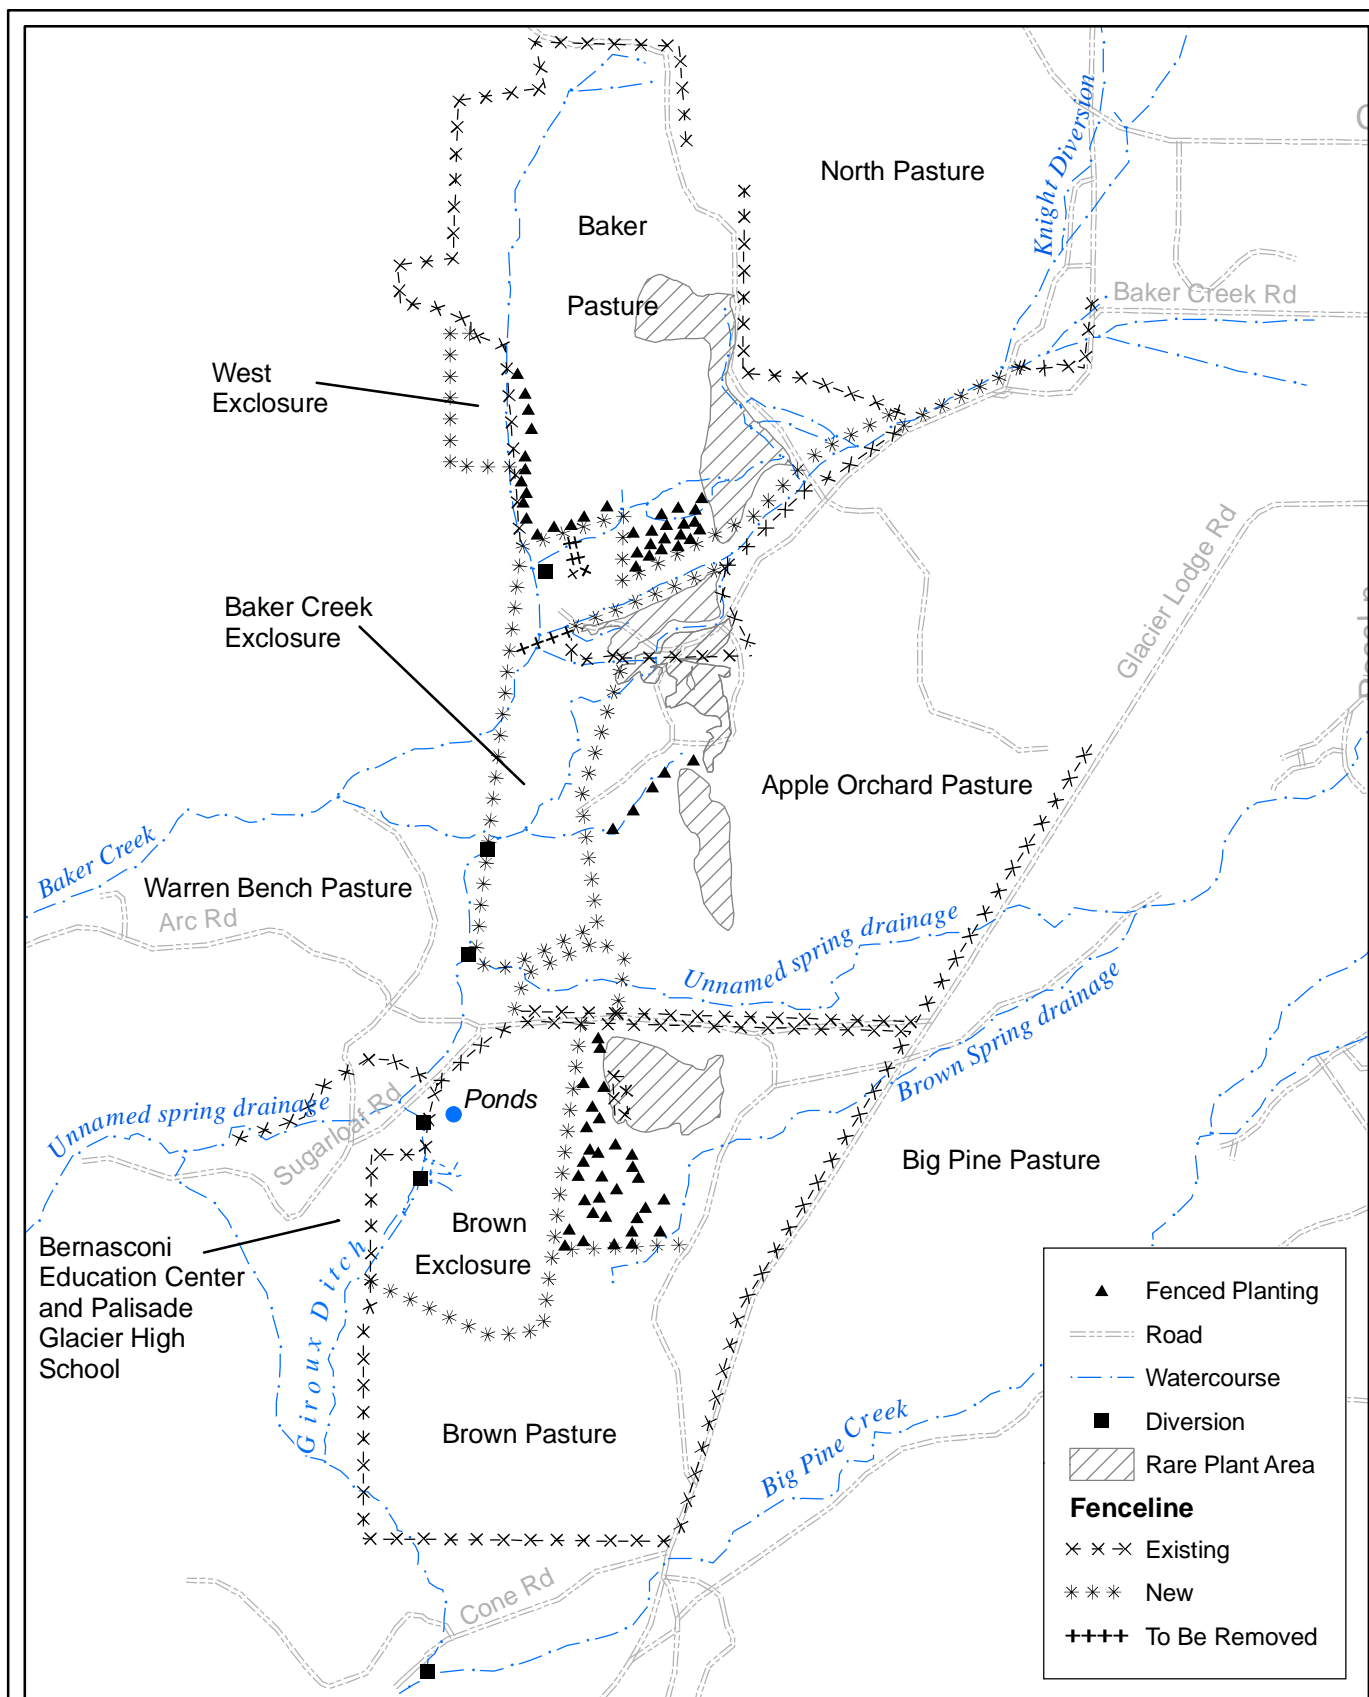 North Pasture
Knight Diversion
Baker
Pasture
Baker Creek Rd
West
Exclosure
Glacier Lodge Rd
Baker Creek
Exclosure
Apple Orchard Pasture
Baker Creek
Warren Bench Pasture
Arc Rd
Unnamed spring drainage
Brown Spring drainage
Ponds
Unnamed spring drainage
Sugarloaf Rd
Big Pine Pasture
Brown
Exclosure
Bernasconi
Education Center
and Palisade
Glacier High
School
Giroux Ditch
Brown Pasture
Big Pine Creek
Cone Rd
Fenced Planting
Road
Watercourse
Diversion
Rare Plant Area
Fenceline
Existing
New
To Be Removed